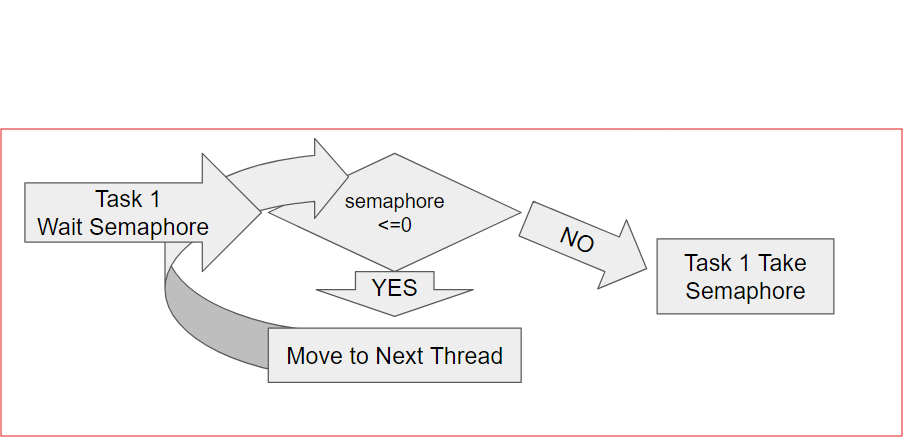 Task 1
Wait Semaphore
semaphore
<=0
NO
Task 1 Take
Semaphore
YES
Move to Next Thread